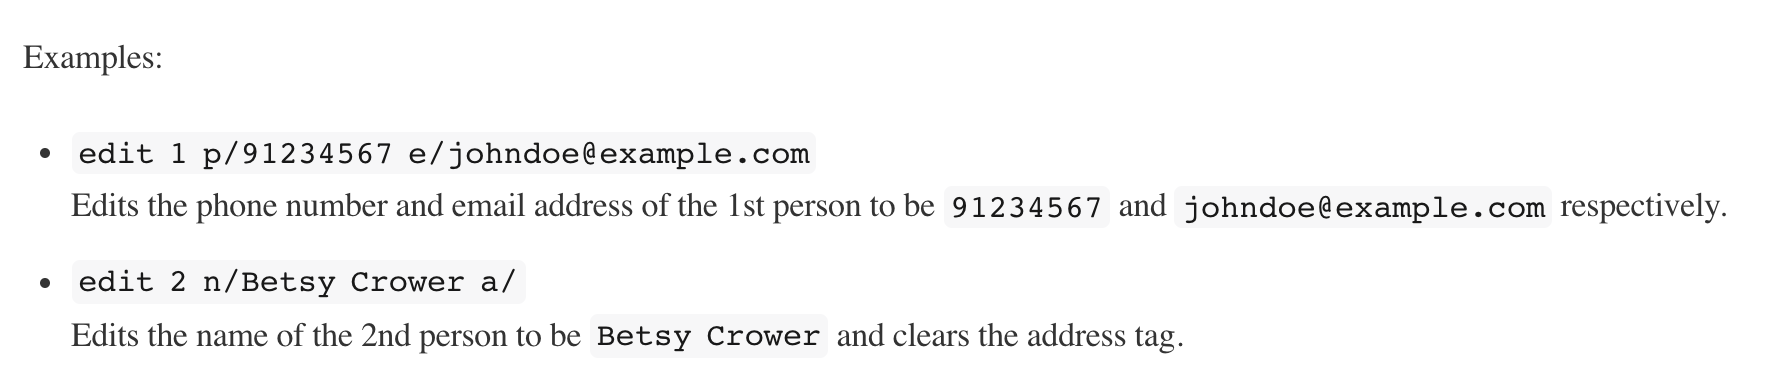 Examples:
• edit 1 p/91234567 e/johndoe@example.com
Edits the phone number and email address of the 1st person to be 91234567 and johndoe@example.com respectively.
• edit 2 n/Betsy Crower a/
Edits the name of the 2nd person to be Betsy Crower and clears the address tag.